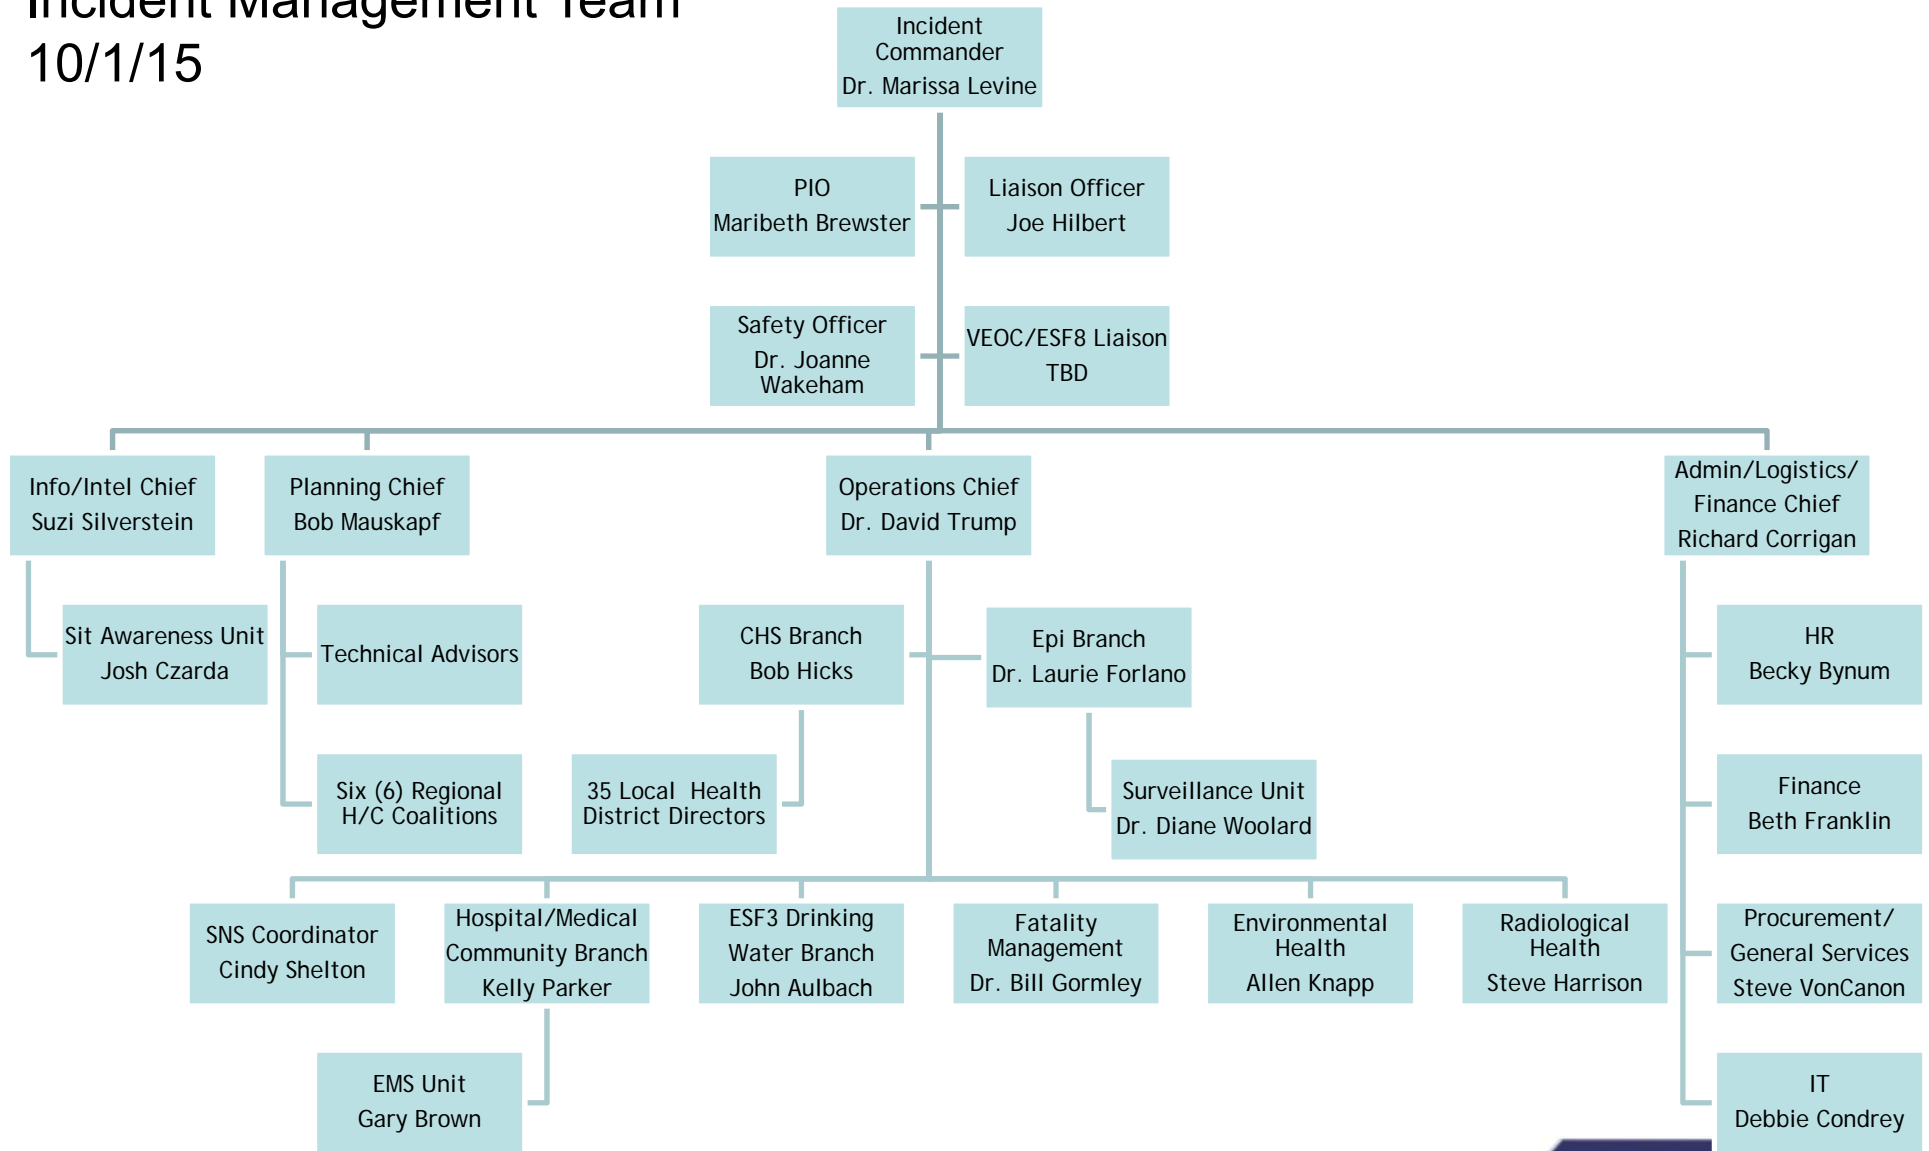 Incident Management Team
10/1/15
Incident
Commander
Dr. Marissa Levine
PIO
Maribeth Brewster
Liaison Officer
Joe Hilbert
Safety Officer
Dr. Joanne
Wakeham
VEOC/ESF8 Liaison
TBD
Info/Intel Chief
Suzi Silverstein
Planning Chief
Bob Mauskapf
Operations Chief
Dr. David Trump
Admin/Logistics/
Finance Chief
Richard Corrigan
Sit Awareness Unit
Josh Czarda
Technical Advisors
CHS Branch
Bob Hicks
Epi Branch
Dr. Laurie Forlano
HR
Becky Bynum
Six (6) Regional
H/C Coalitions
35 Local Health
District Directors
Surveillance Unit
Dr. Diane Woolard
Finance
Beth Franklin
SNS Coordinator
Cindy Shelton
Hospital/Medical
Community Branch
Kelly Parker
ESF3 Drinking
Water Branch
John Aulbach
Fatality
Management
Dr. Bill Gormley
Environmental
Health
Allen Knapp
Radiological
Health
Steve Harrison
Procurement/
General Services
Steve VonCanon
EMS Unit
Gary Brown
IT
Debbie Condrey